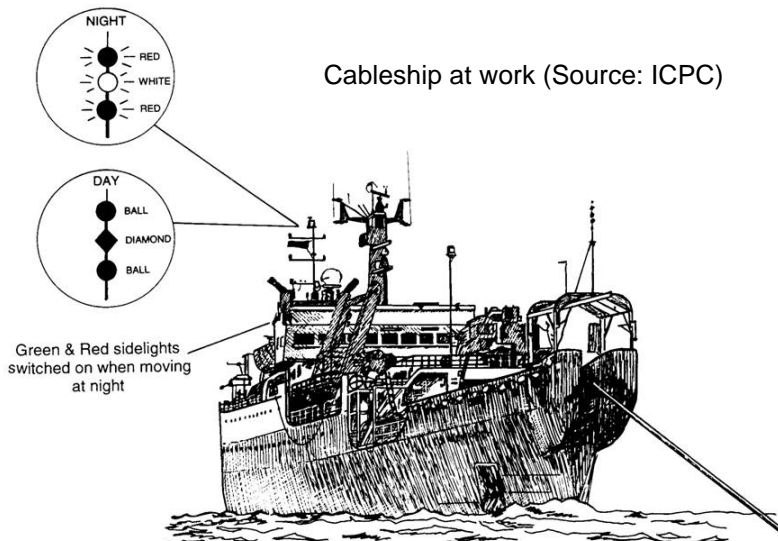 NIGHT
RED
WHITE
RED
Cableship at work (Source: ICPC)
DAY
BALL
DIAMOND
BALL
Green & Red sidelights
switched on when moving
at night